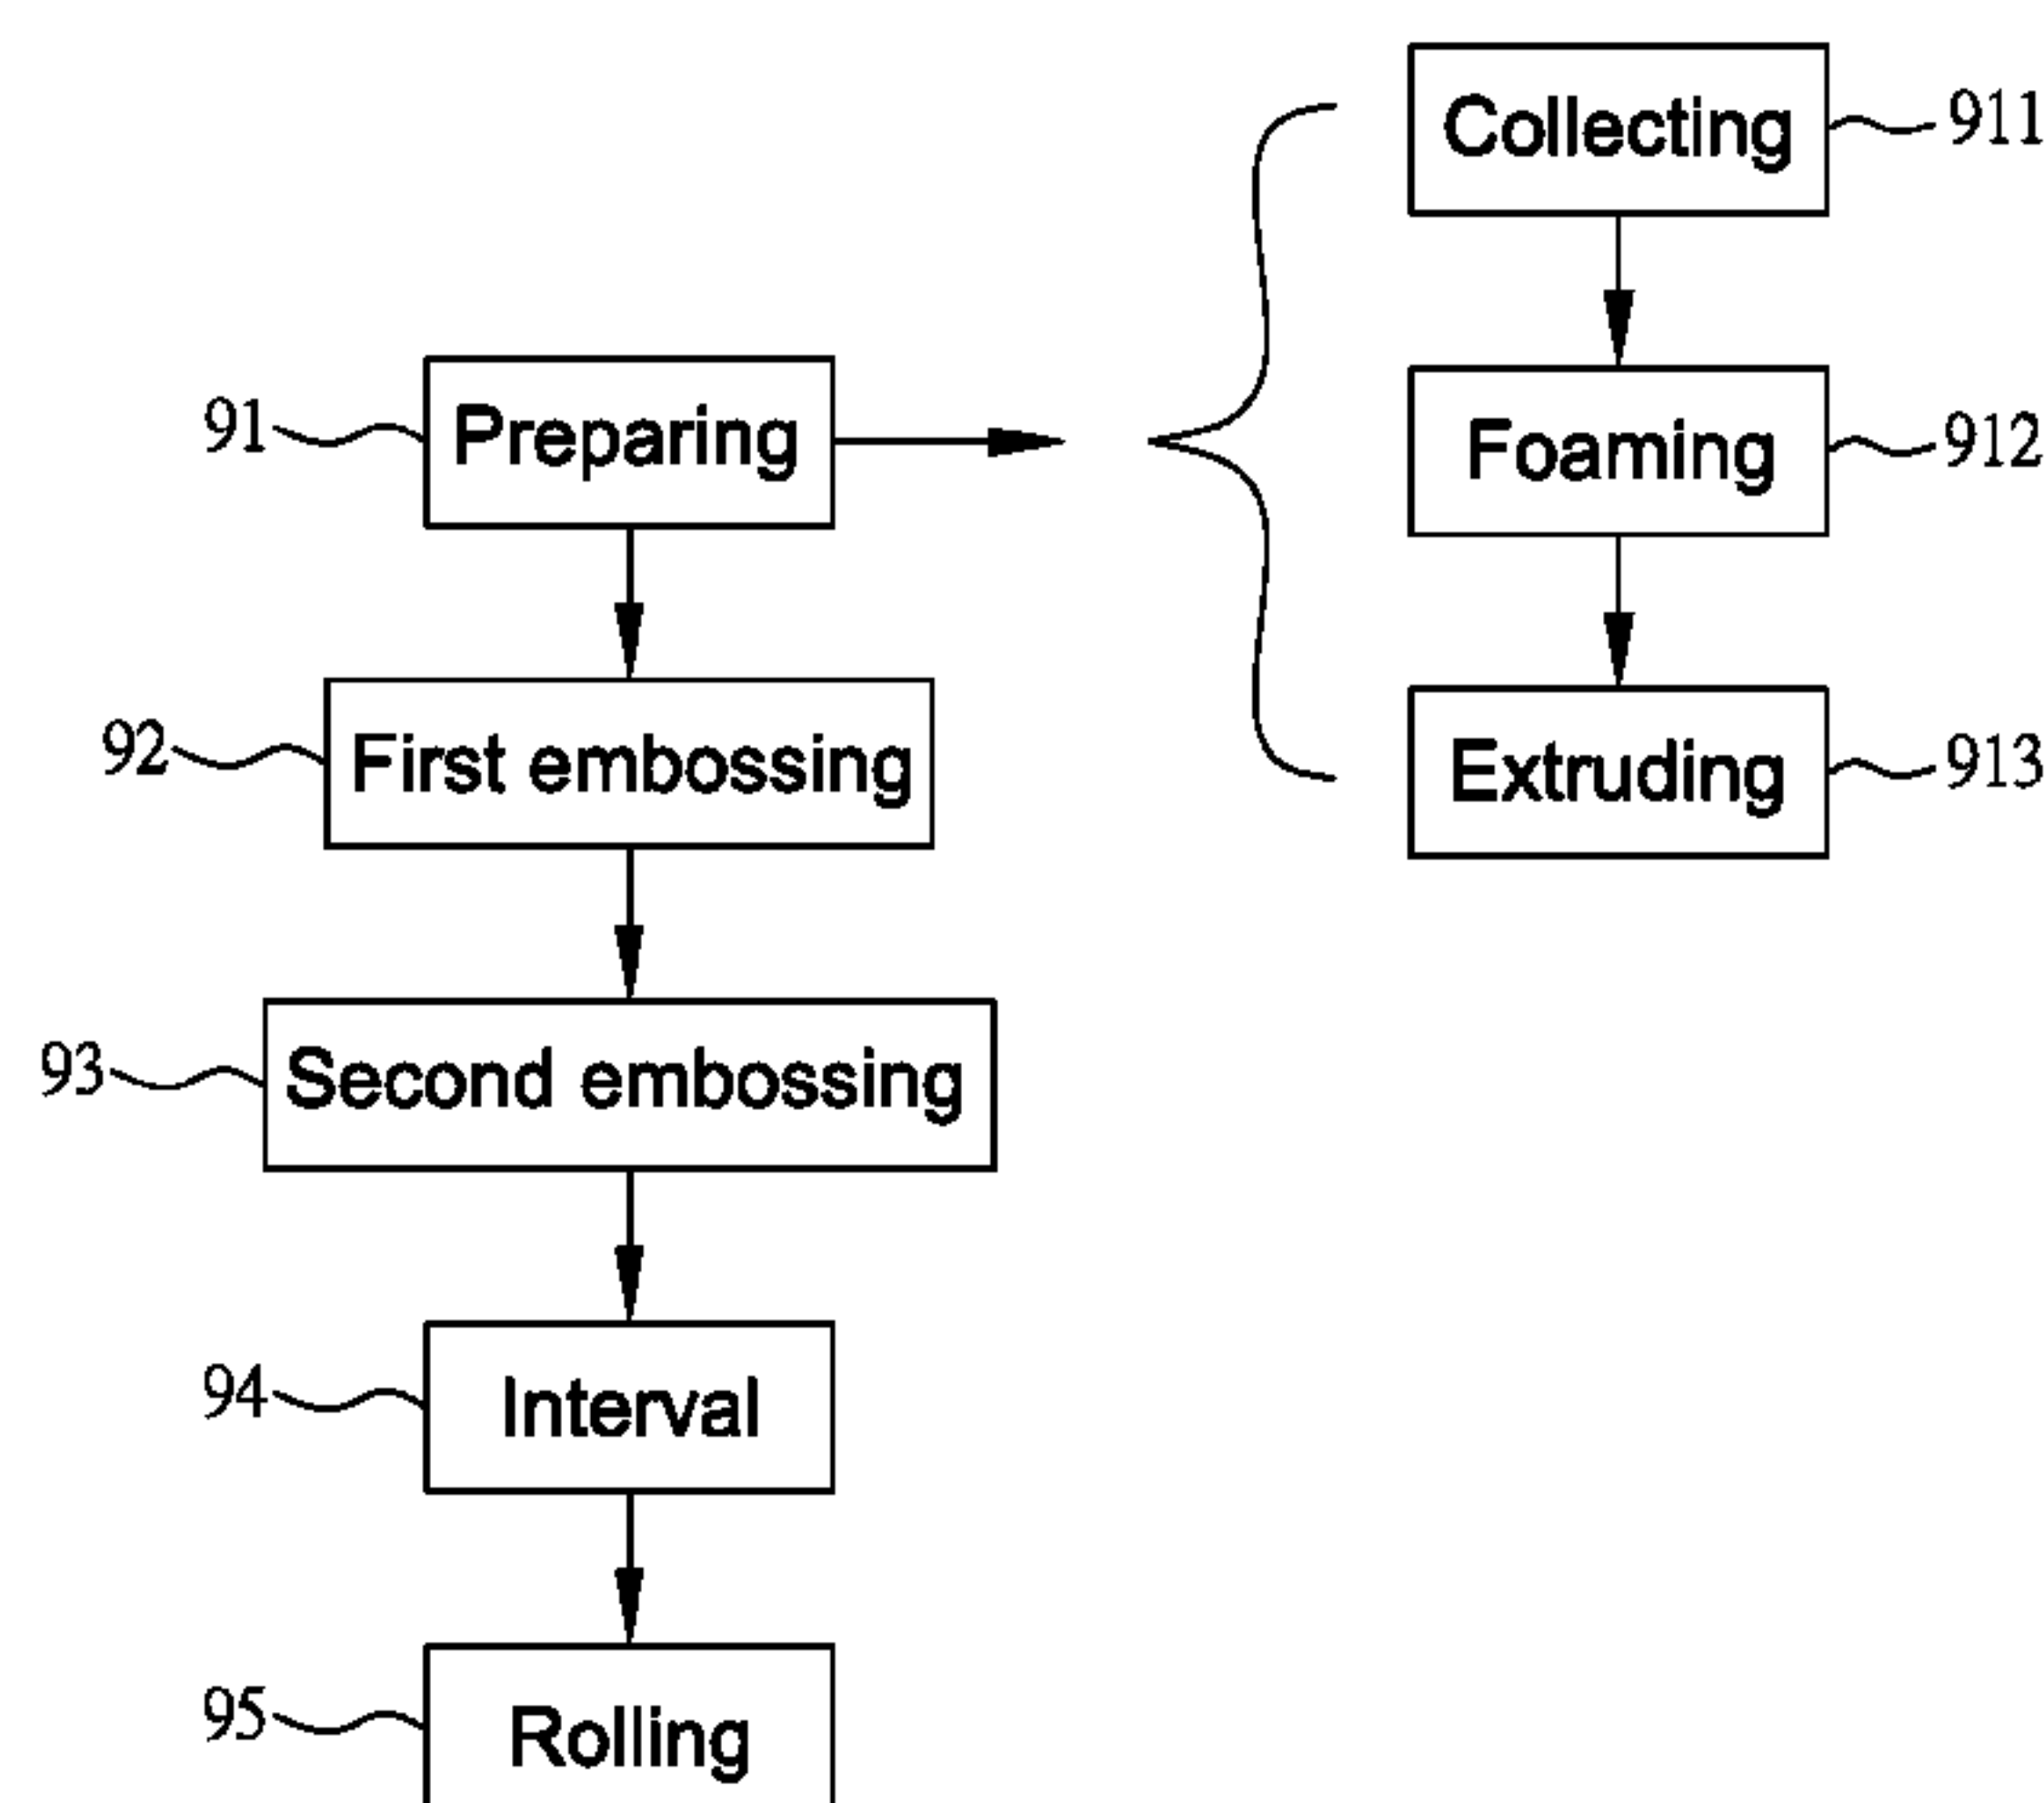 Collecting 911
91 Preparing
Foaming 912
92 First embossing
Extruding 913
93 Second embossing
94 Interval
95 Rolling